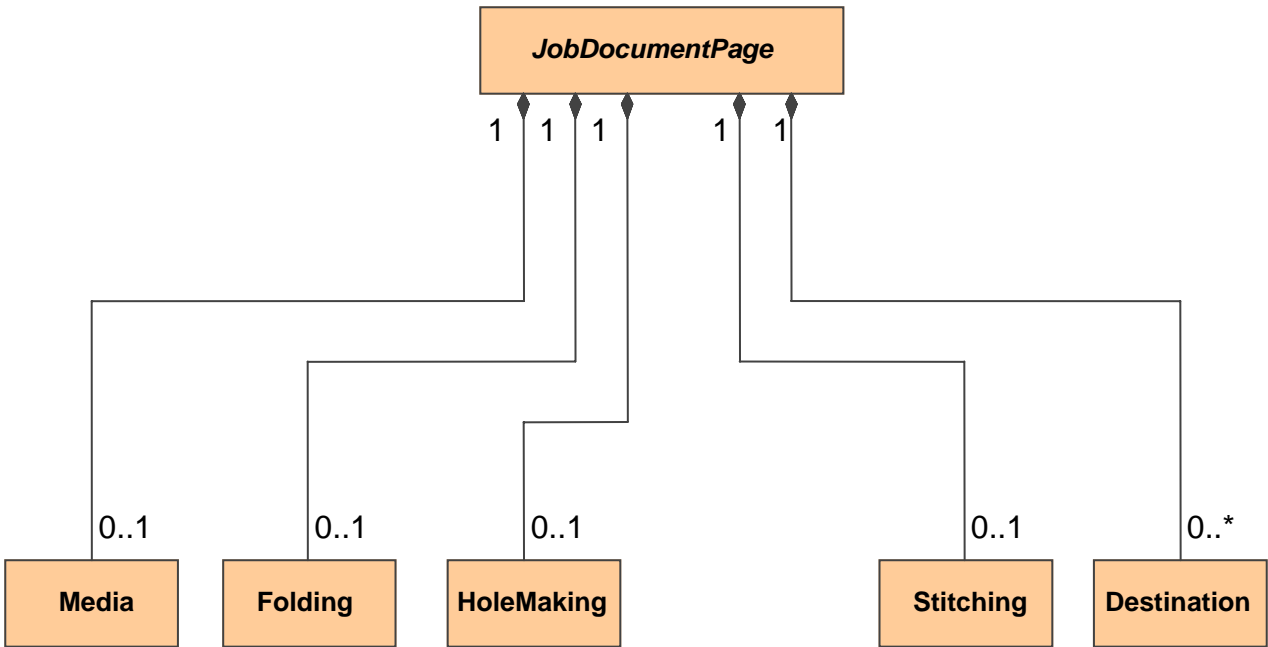 JobDocumentPage
1 1 1 1 1
0..1 0..1 0..1 0..1 0..*
Media Folding HoleMaking Stitching Destination